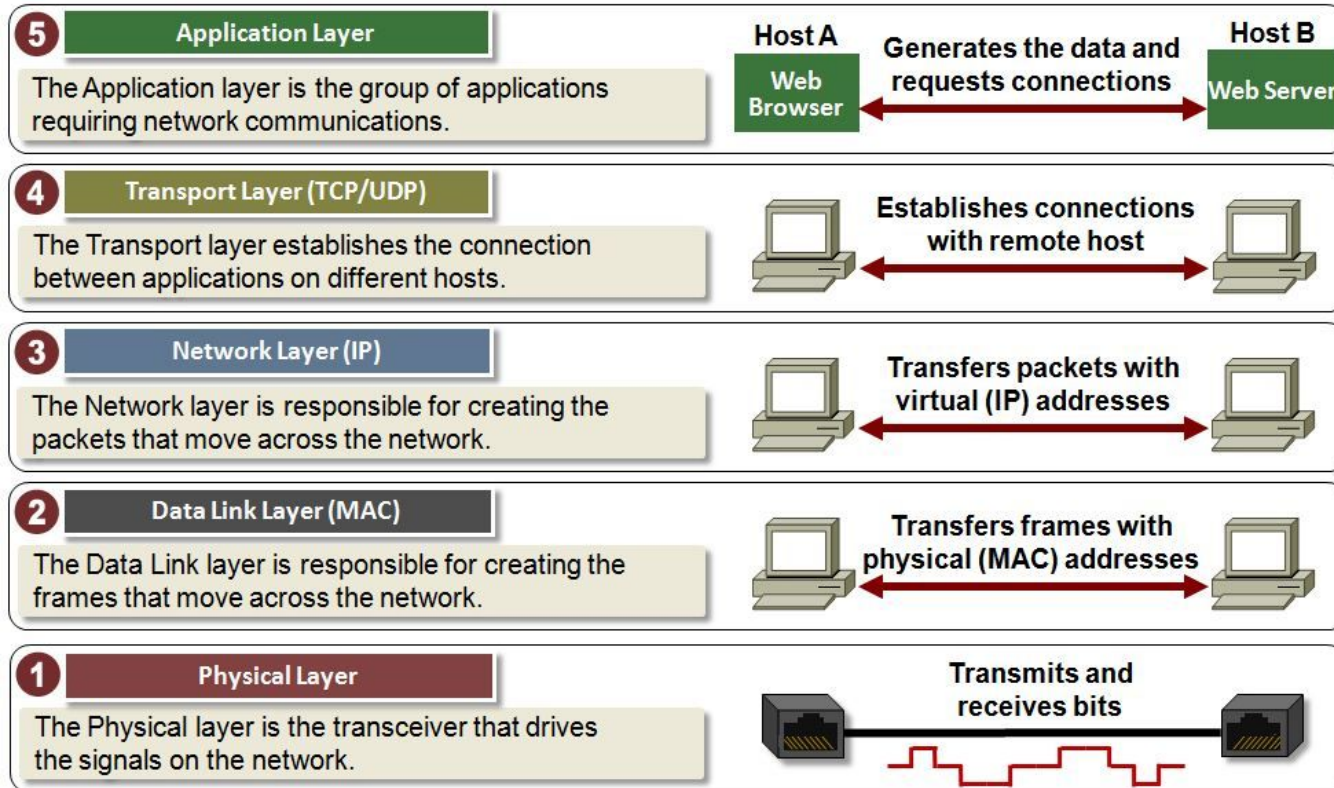 5
Application Layer
The Application layer is the group of applications
requiring network communications.
Host A
Web
Browser
Generates the data and
requests connections
Host B
Web Server
4
Transport Layer (TCP/UDP)
The Transport layer establishes the connection
between applications on different hosts.
Establishes connections
with remote host
3
Network Layer (IP)
The Network layer is responsible for creating the
packets that move across the network.
Transfers packets with
virtual (IP) addresses
2
Data Link Layer (MAC)
The Data Link layer is responsible for creating the
frames that move across the network.
Transfers frames with
physical (MAC) addresses
1
Physical Layer
The Physical layer is the transceiver that drives
the signals on the network.
Transmits and
receives bits